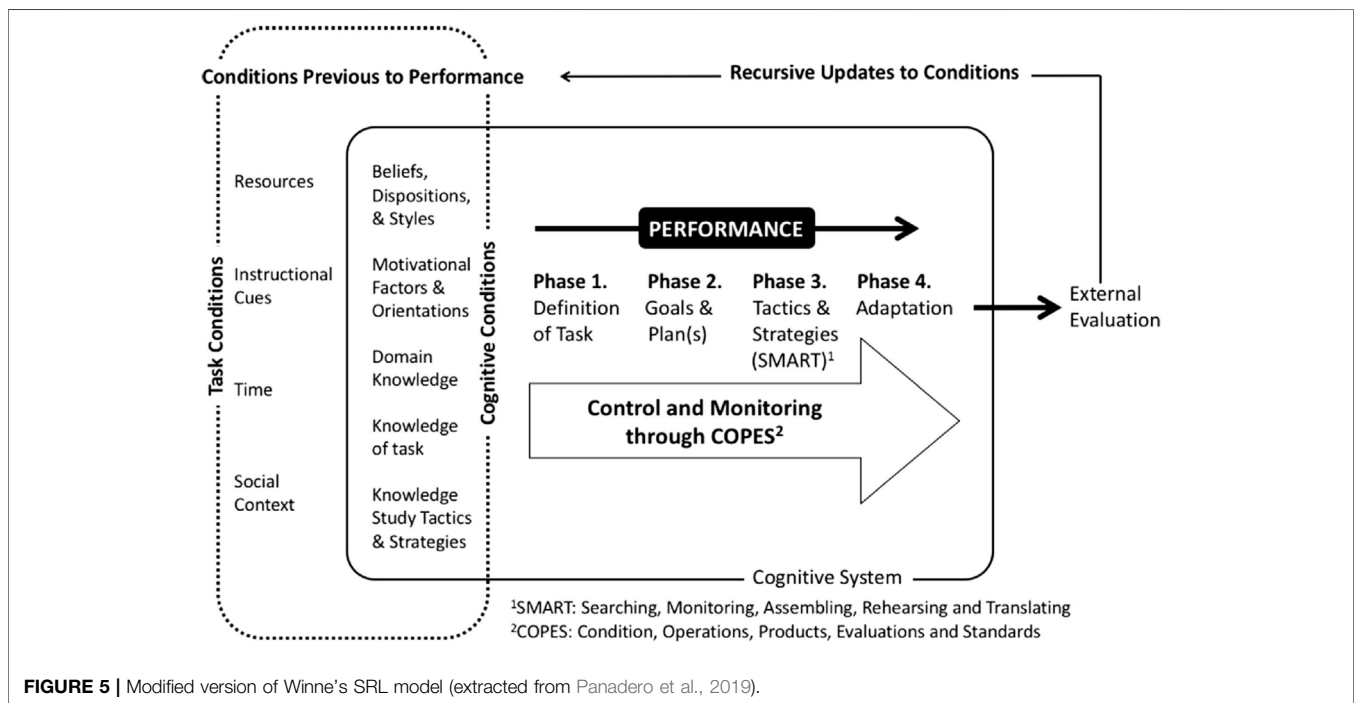 Conditions Previous to Performance
Recursive Updates to Conditions
Task Conditions
Resources
Instructional
Cues
Time
Social
Context
Beliefs,
Dispositions,
& Styles
Motivational
Factors &
Orientations
Domain
Knowledge
Knowledge
of task
Knowledge
Study Tactics
& Strategies
Cognitive Conditions
PERFORMANCE
Phase 1.
Definition
of Task
Phase 2.
Goals &
Plan(s)
Phase 3.
Tactics &
Strategies
(SMART)¹
Phase 4.
Adaptation
External
Evaluation
Control and Monitoring
through COPES²
Cognitive System
¹SMART: Searching, Monitoring, Assembling, Rehearsing and Translating
²COPES: Condition, Operations, Products, Evaluations and Standards
FIGURE 5 | Modified version of Winne's SRL model (extracted from Panadero et al., 2019).